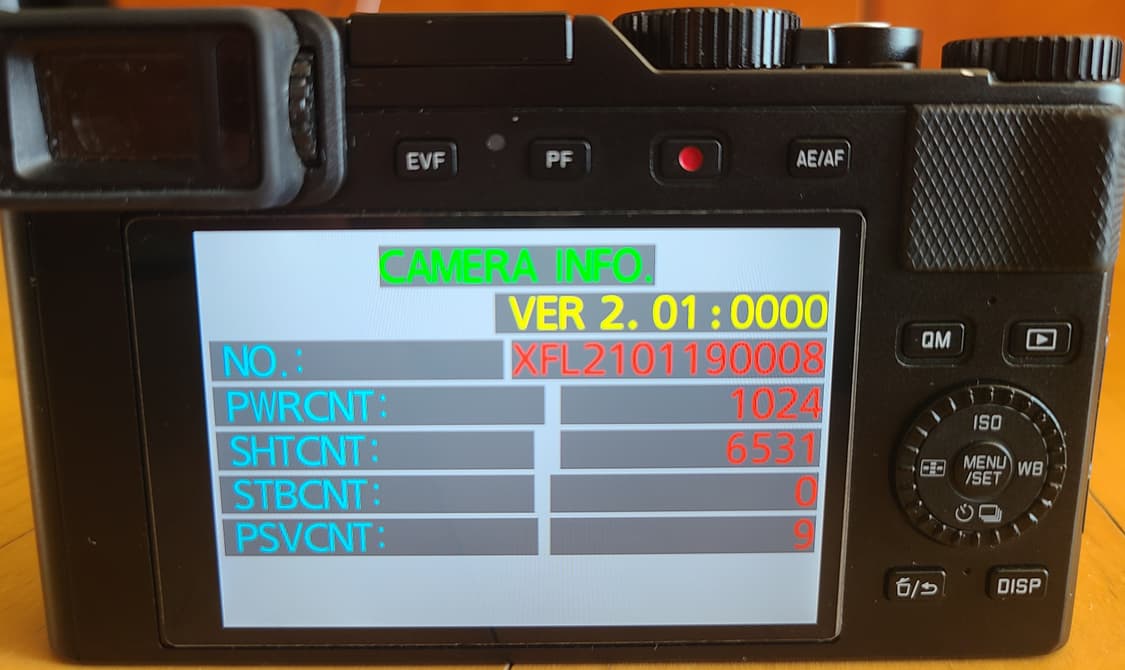 EVF PF AE/AF
CAMERA INFO.
VER 2. 01 : 0000
NO. : XFL2101190008
PWRCNT: 1024
SHTCNT: 6531
STBCNT: 0
PSVCNT: 9
QM
ISO
MENU
/SET
WB
DISP